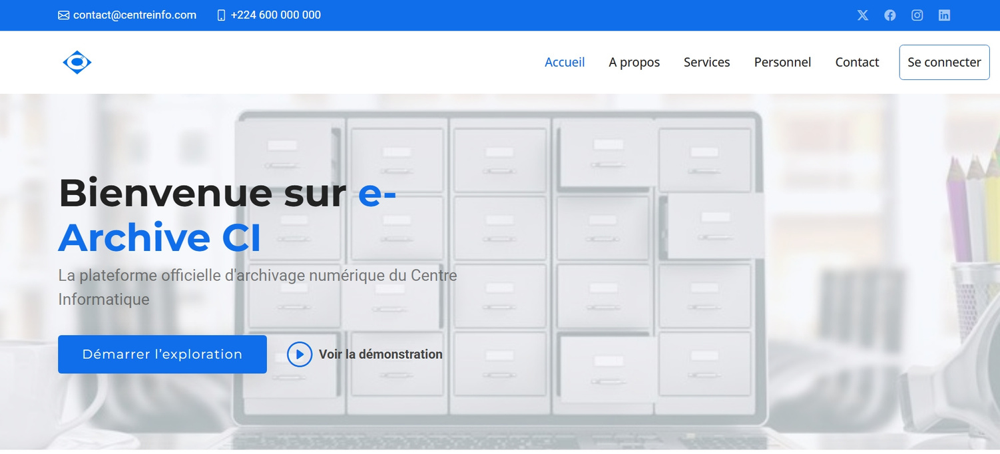 contact@centreinfo.com +224 600 000 000
Accueil A propos Services Personnel Contact Se connecter
Bienvenue sur e-
Archive CI
La plateforme officielle d'archivage numérique du Centre
Informatique
Démarrer l’exploration Voir la démonstration